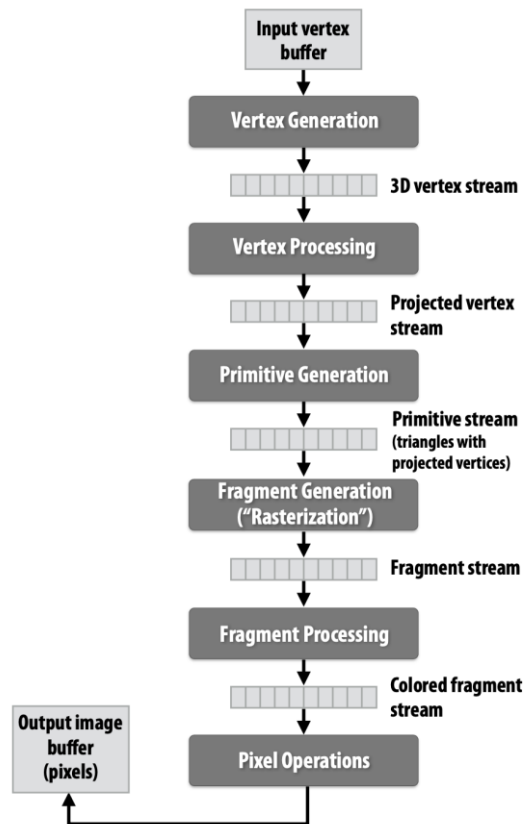 Input vertex
buffer
Vertex Generation
3D vertex stream
Vertex Processing
Projected vertex
stream
Primitive Generation
Primitive stream
(triangles with
projected vertices)
Fragment Generation
(“Rasterization”)
Fragment stream
Fragment Processing
Colored fragment
stream
Output image
buffer
(pixels)
Pixel Operations